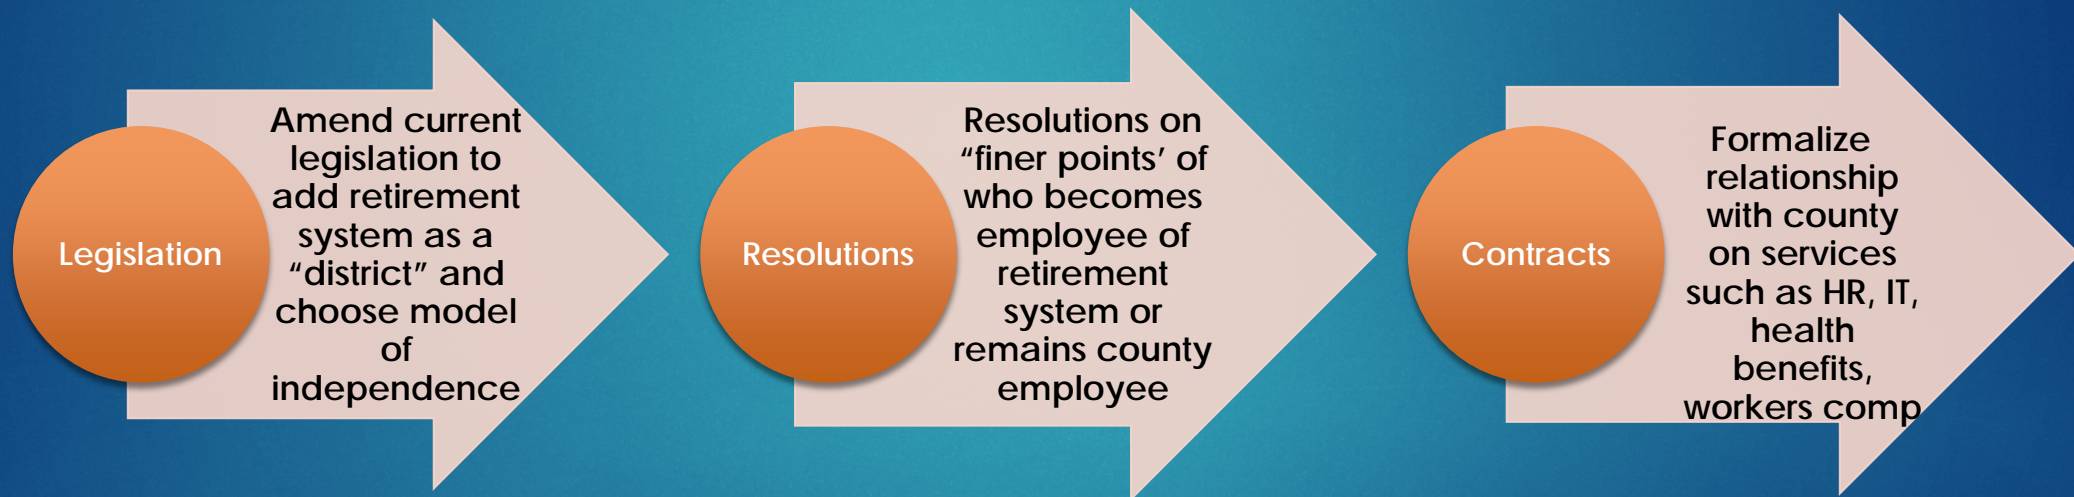 Legislation
Amend current
legislation to
add retirement
system as a
“district” and
choose model
of
independence
Resolutions
Resolutions on
“finer points’ of
who becomes
employee of
retirement
system or
remains county
employee
Contracts
Formalize
relationship
with county
on services
such as HR, IT,
health
benefits,
workers comp